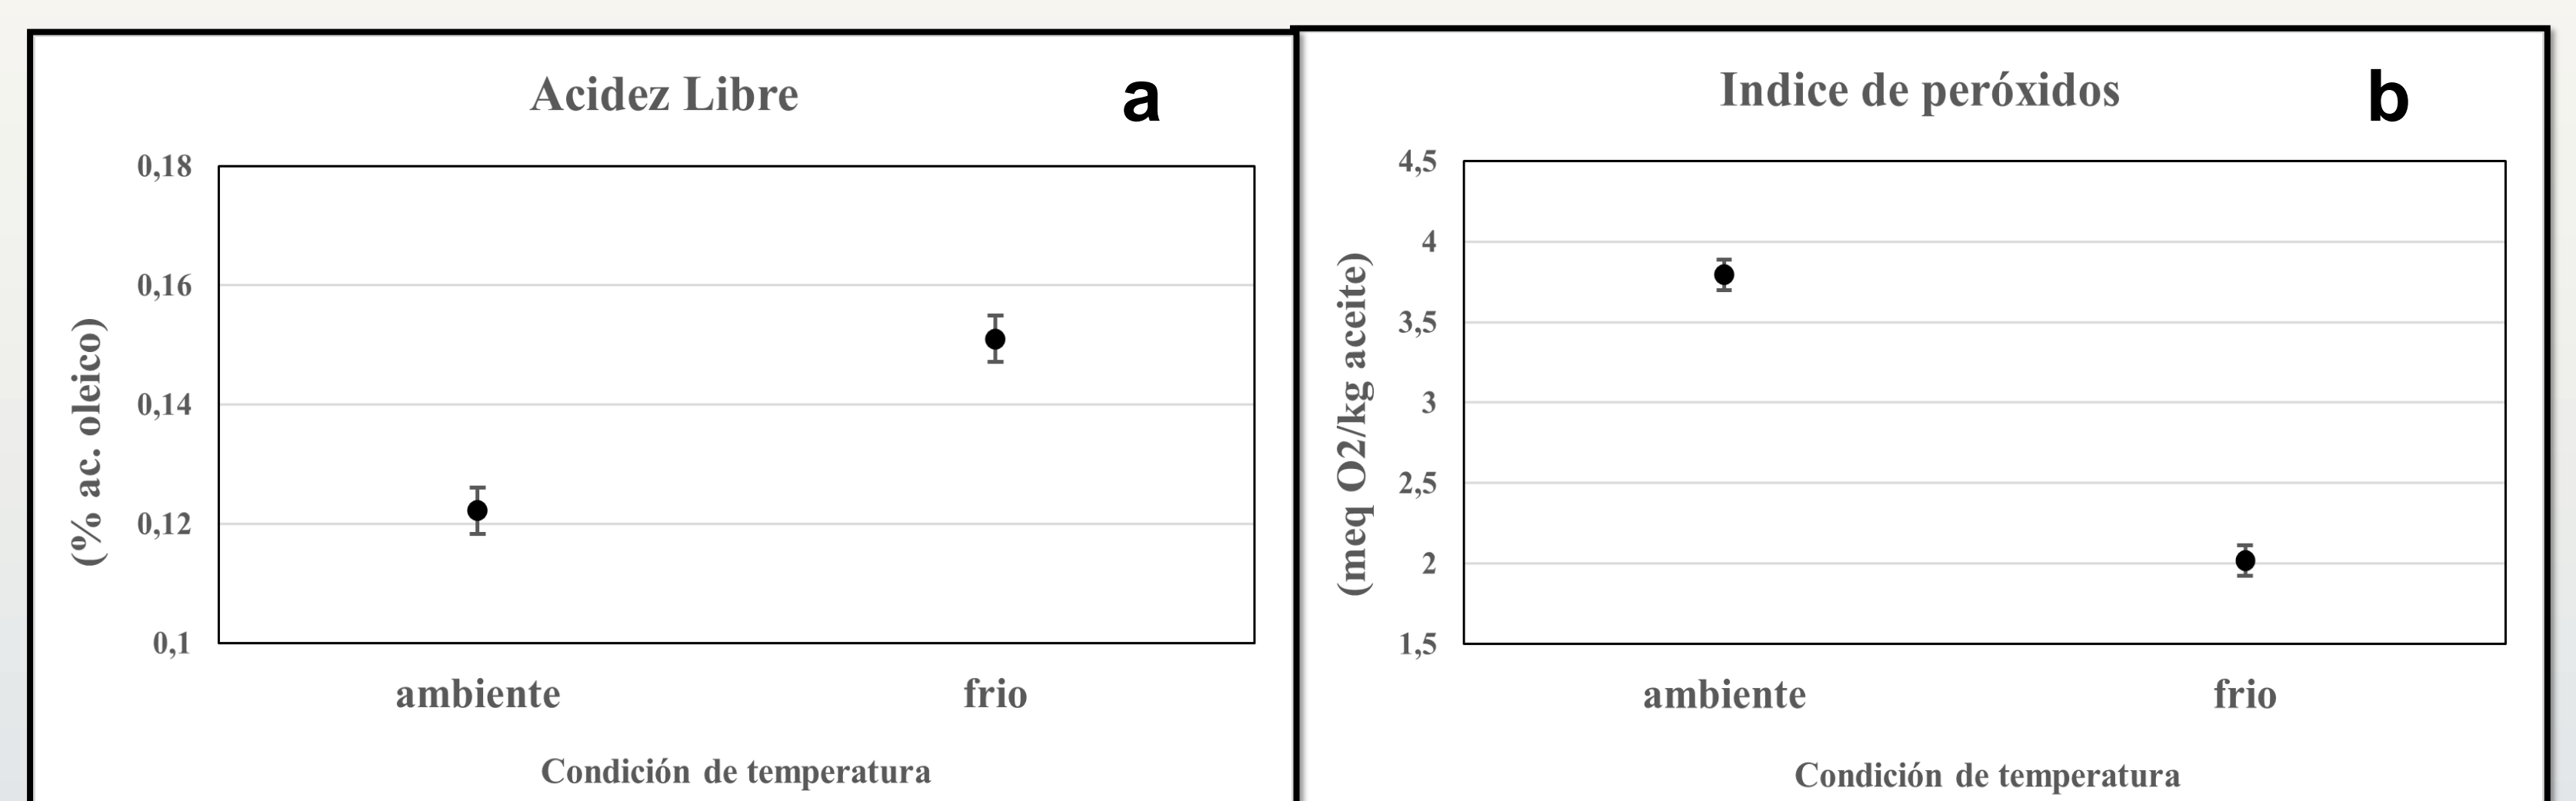 Acidez Libre
a
(% ac. oleico)
0,18
0,16
0,14
0,12
0,1
ambiente
frio
Condición de temperatura
Indice de peróxidos
b
(meq O2/kg aceite)
4,5
4
3,5
3
2,5
2
1,5
ambiente
frio
Condición de temperatura